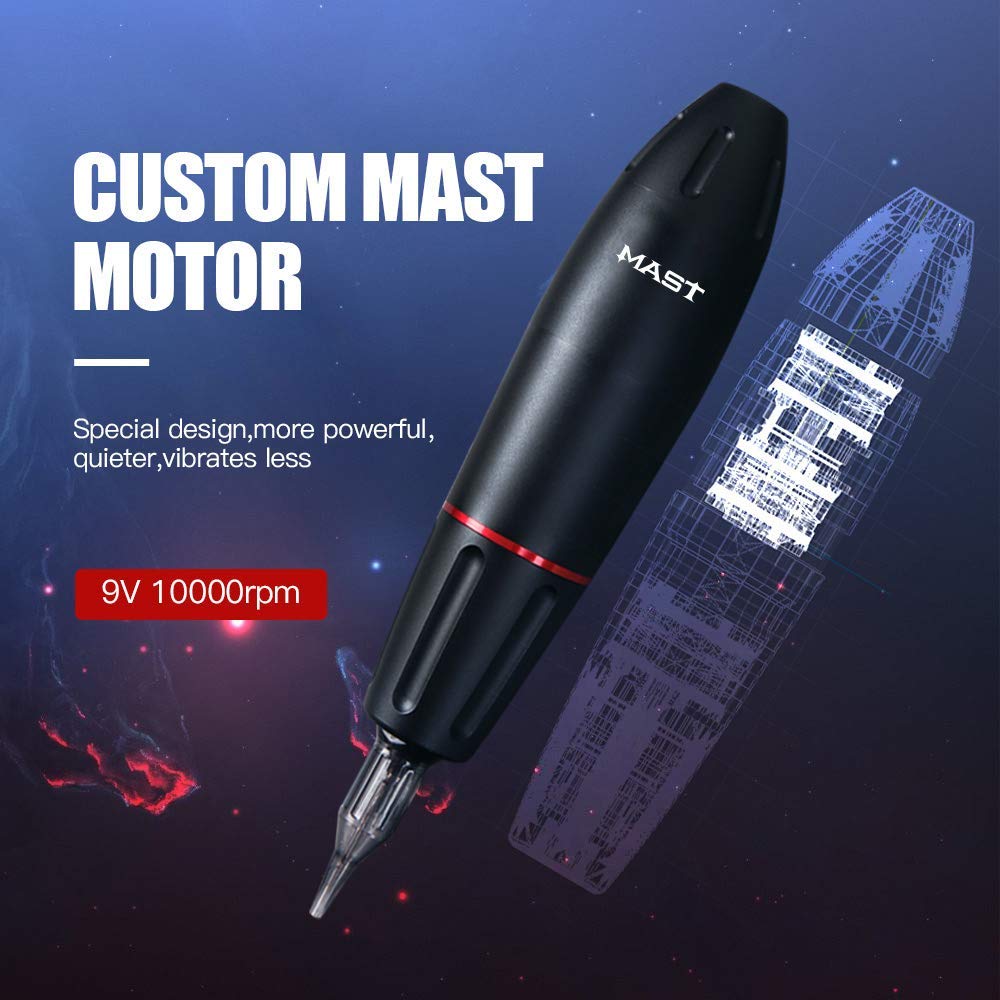 CUSTOM MAST
MOTOR
MAST
Special design,more powerful,
quieter,vibrates less
9V 10000rpm